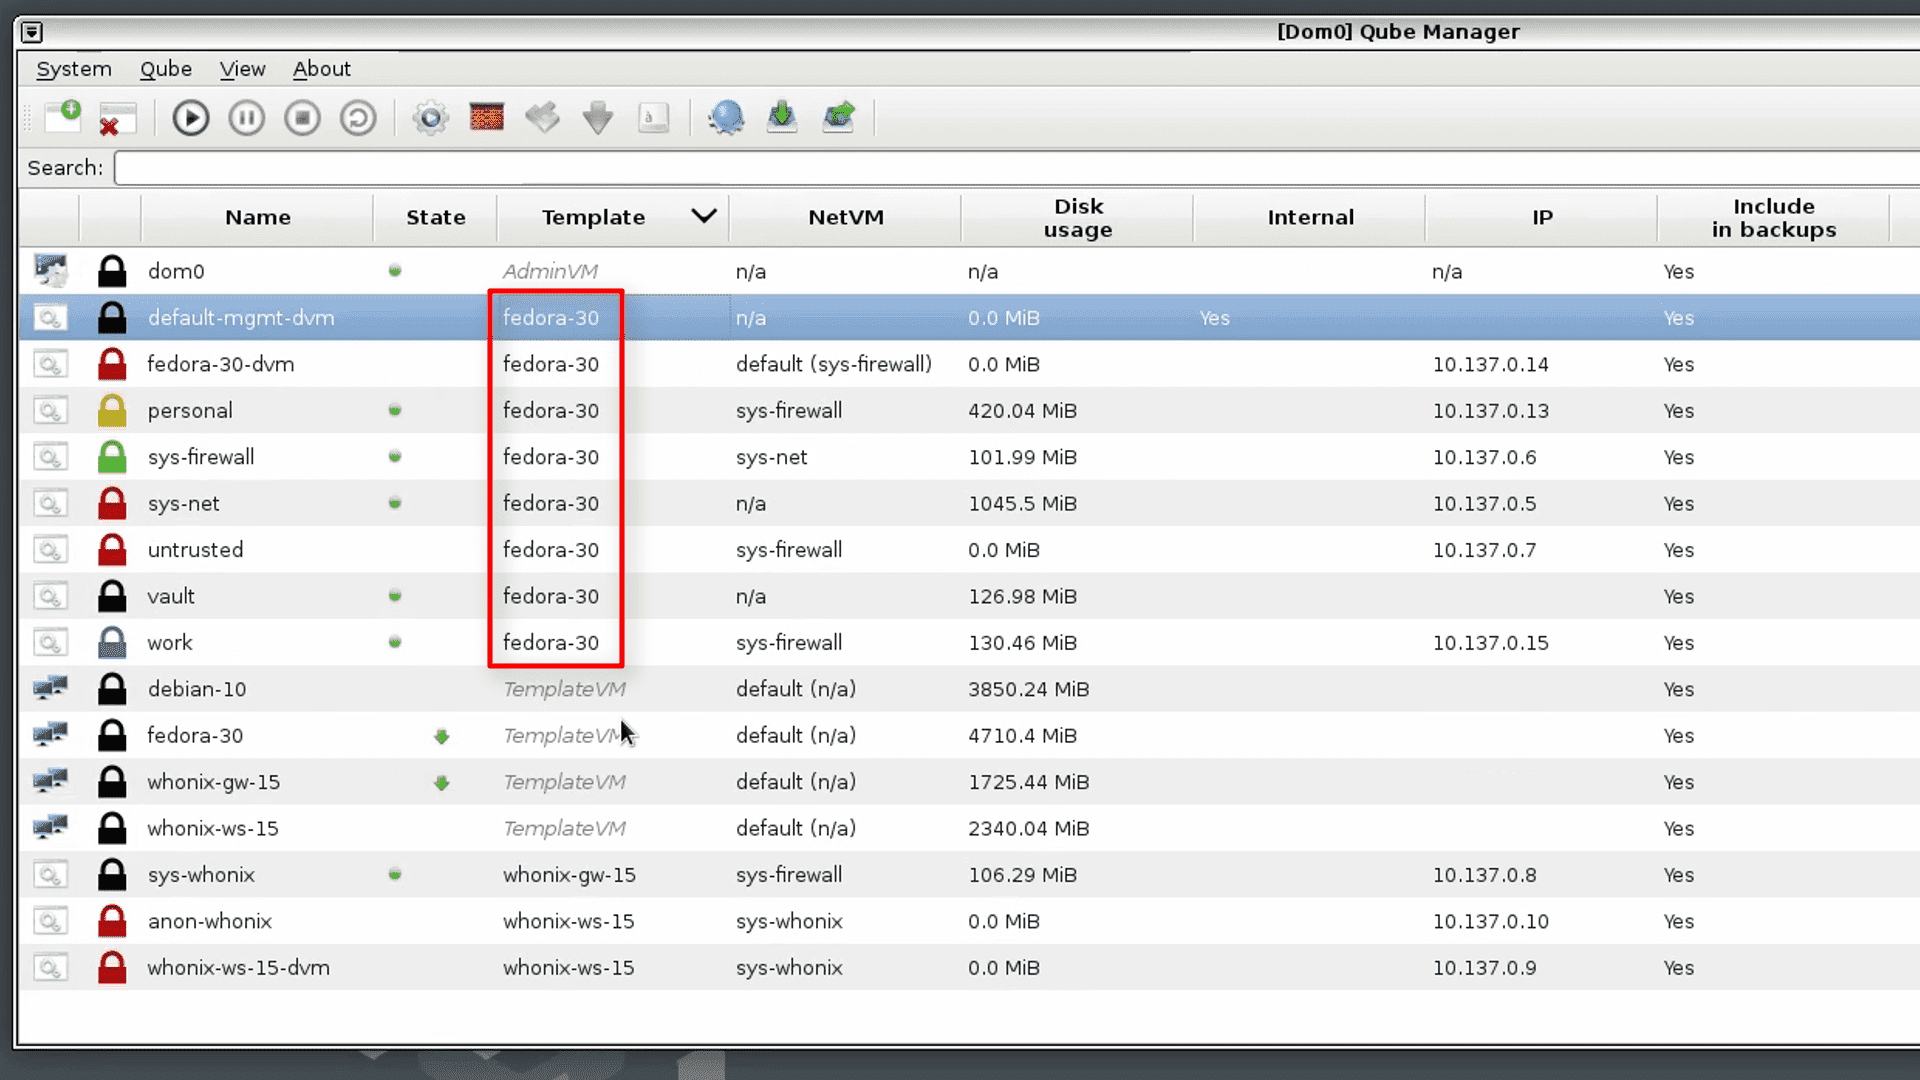 [Dom0] Qube Manager
System Qube View About
Search:
Name State Template NetVM Disk usage Internal IP Include in backups
dom0 AdminVM n/a n/a n/a Yes
default-mgmt-dvm fedora-30 n/a 0.0 MiB Yes Yes
fedora-30-dvm fedora-30 default (sys-firewall) 0.0 MiB 10.137.0.14 Yes
personal fedora-30 sys-firewall 420.04 MiB 10.137.0.13 Yes
sys-firewall fedora-30 sys-net 101.99 MiB 10.137.0.6 Yes
sys-net fedora-30 n/a 1045.5 MiB 10.137.0.5 Yes
untrusted fedora-30 sys-firewall 0.0 MiB 10.137.0.7 Yes
vault fedora-30 n/a 126.98 MiB Yes
work fedora-30 sys-firewall 130.46 MiB 10.137.0.15 Yes
debian-10 TemplateVM default (n/a) 3850.24 MiB Yes
fedora-30 TemplateVM default (n/a) 4710.4 MiB Yes
whonix-gw-15 TemplateVM default (n/a) 1725.44 MiB Yes
whonix-ws-15 TemplateVM default (n/a) 2340.04 MiB Yes
sys-whonix whonix-gw-15 sys-firewall 106.29 MiB 10.137.0.8 Yes
anon-whonix whonix-ws-15 sys-whonix 0.0 MiB 10.137.0.10 Yes
whonix-ws-15-dvm whonix-ws-15 sys-whonix 0.0 MiB 10.137.0.9 Yes